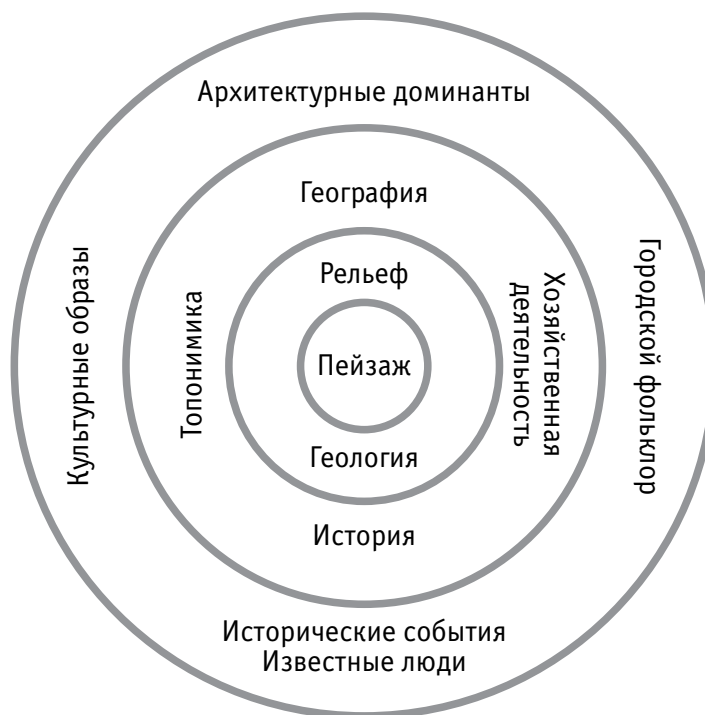 Архитектурные доминанты
География
Рельеф
Пейзаж
Геология
История
Топонимика
Хозяйственная
деятельность
Культурные образы
Городской фольклор
Исторические события
Известные люди